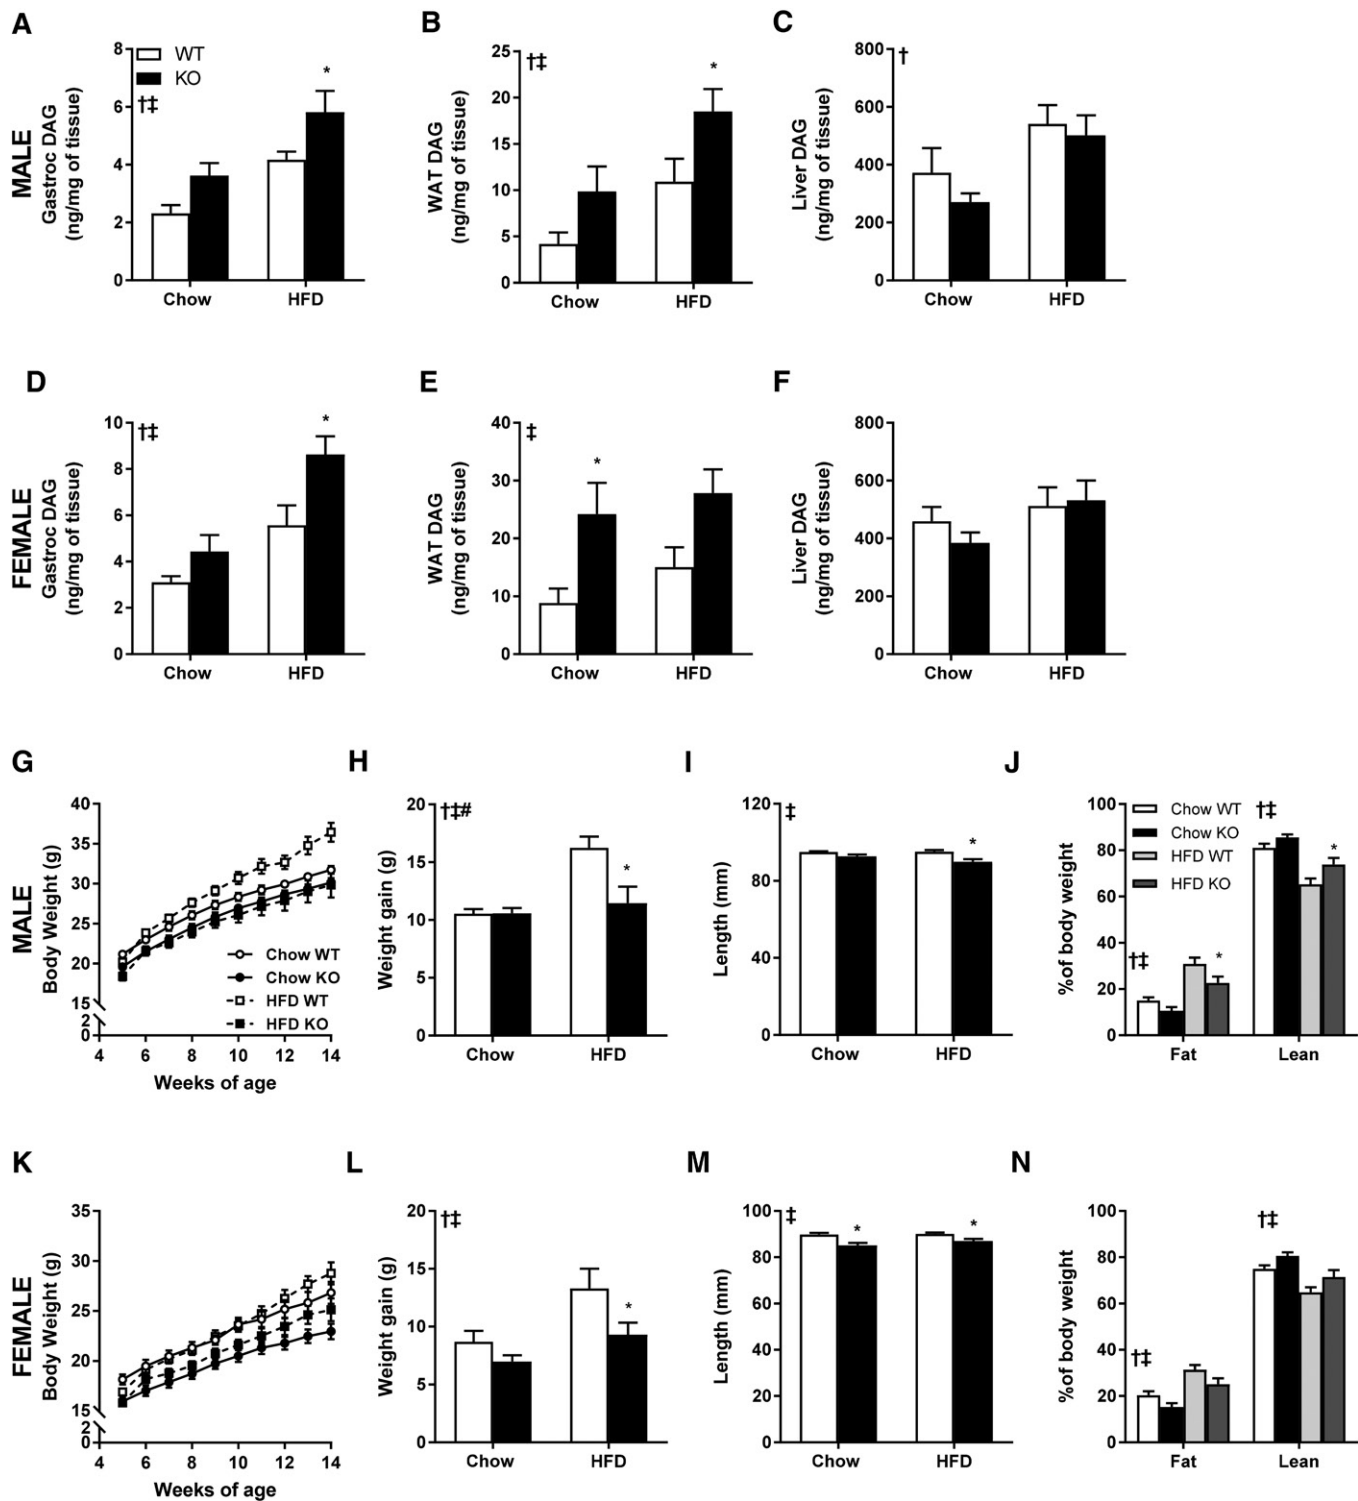 A
MALE
Gastroc DAG
(ng/mg of tissue)
8
6
4
2
0
WT
KO
†‡
*
Chow
HFD
B
WAT DAG
(ng/mg of tissue)
25
20
15
10
5
0
†‡
*
Chow
HFD
C
Liver DAG
(ng/mg of tissue)
800
600
400
200
0
†
Chow
HFD
D
FEMALE
Gastroc DAG
(ng/mg of tissue)
10
8
6
4
2
0
†‡
*
Chow
HFD
E
WAT DAG
(ng/mg of tissue)
40
30
20
10
0
‡
*
Chow
HFD
F
Liver DAG
(ng/mg of tissue)
800
600
400
200
0
Chow
HFD
G
MALE
Body Weight (g)
40
35
30
25
20
15
2
0
Chow WT
Chow KO
HFD WT
HFD KO
4 6 8 10 12 14
Weeks of age
H
Weight gain (g)
20
15
10
5
0
†‡#
*
Chow
HFD
I
Length (mm)
120
80
40
0
‡
*
Chow
HFD
J
%of body weight
100
80
60
40
20
0
Chow WT
Chow KO
HFD WT
HFD KO
†‡
*
†‡
*
Fat
Lean
K
FEMALE
Body Weight (g)
35
30
25
20
15
2
0
4 6 8 10 12 14
Weeks of age
L
Weight gain (g)
20
15
10
5
0
†‡
*
Chow
HFD
M
Length (mm)
100
80
60
40
20
0
‡
*
*
Chow
HFD
N
%of body weight
100
80
60
40
20
0
†‡
†‡
Fat
Lean